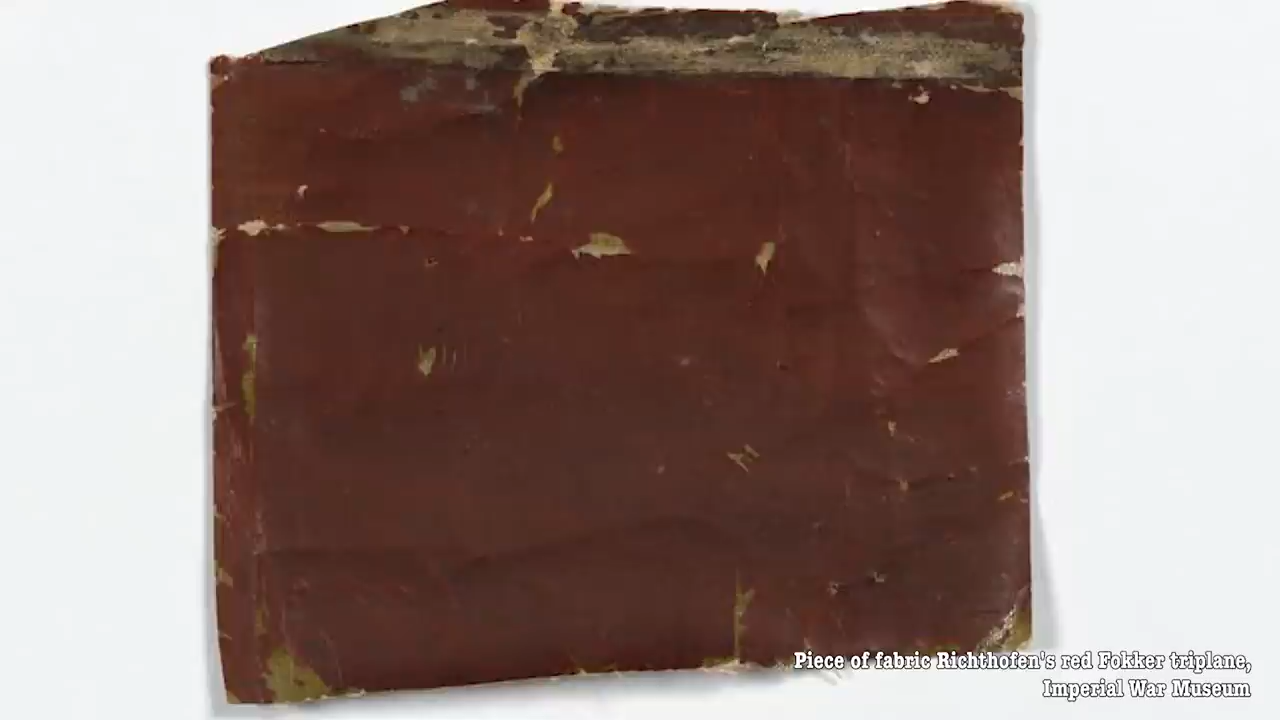 Piece of fabric Richthofen's red Fokker triplane,
Imperial War Museum